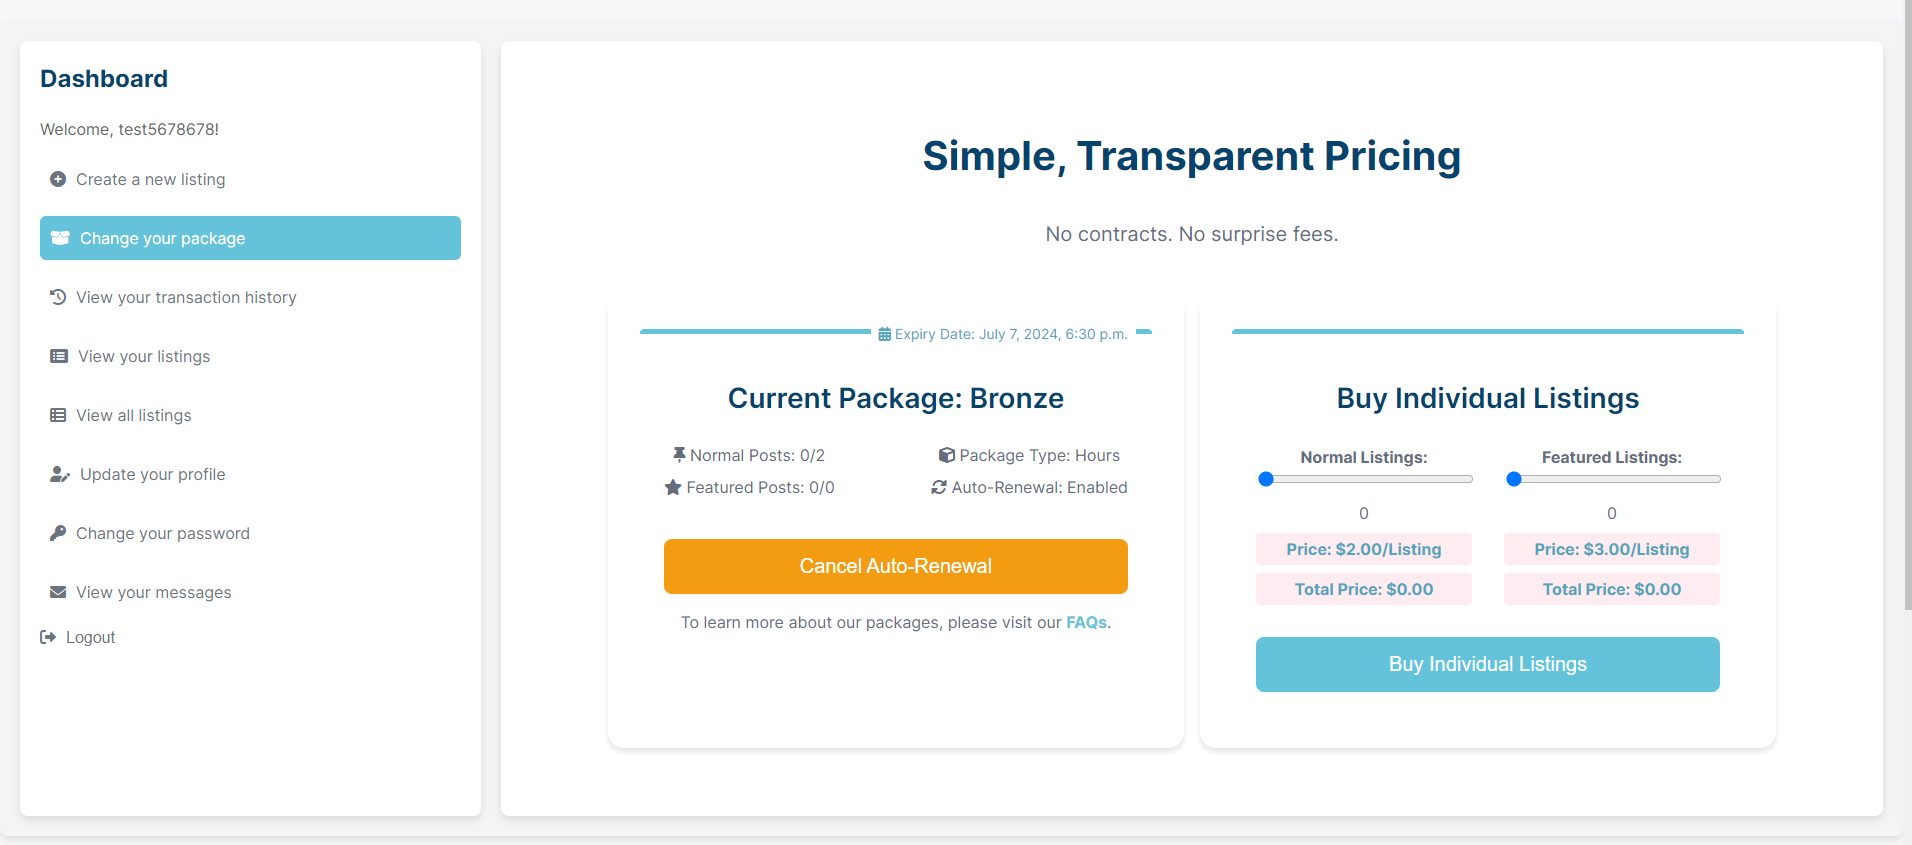 Dashboard
Welcome, test5678678!
Create a new listing
Change your package
View your transaction history
View your listings
View all listings
Update your profile
Change your password
View your messages
Logout
Simple, Transparent Pricing
No contracts. No surprise fees.
Expiry Date: July 7, 2024, 6:30 p.m.
Current Package: Bronze
Normal Posts: 0/2
Package Type: Hours
Featured Posts: 0/0
Auto-Renewal: Enabled
Cancel Auto-Renewal
To learn more about our packages, please visit our FAQs.
Buy Individual Listings
Normal Listings:
0
Price: $2.00/Listing
Total Price: $0.00
Featured Listings:
0
Price: $3.00/Listing
Total Price: $0.00
Buy Individual Listings